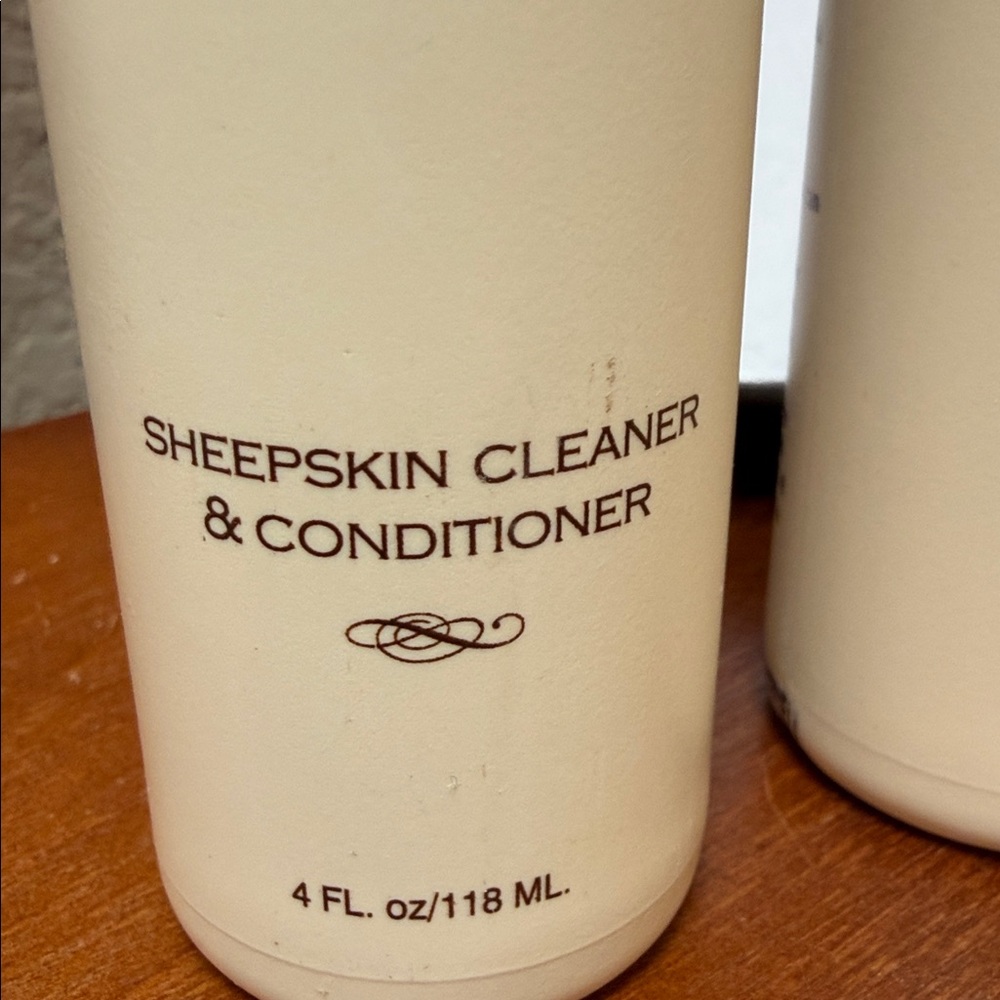 SHEEPSKIN CLEANER
& CONDITIONER
4 FL. oz/118 ML.